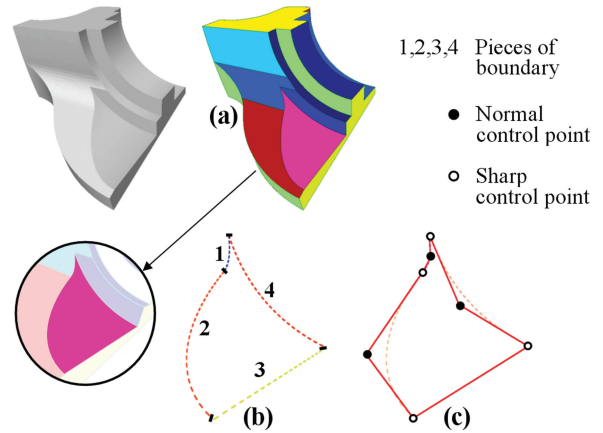 1,2,3,4 Pieces of
boundary
Normal
control point
Sharp
control point
(a)
1
2
3
4
(b)
(c)